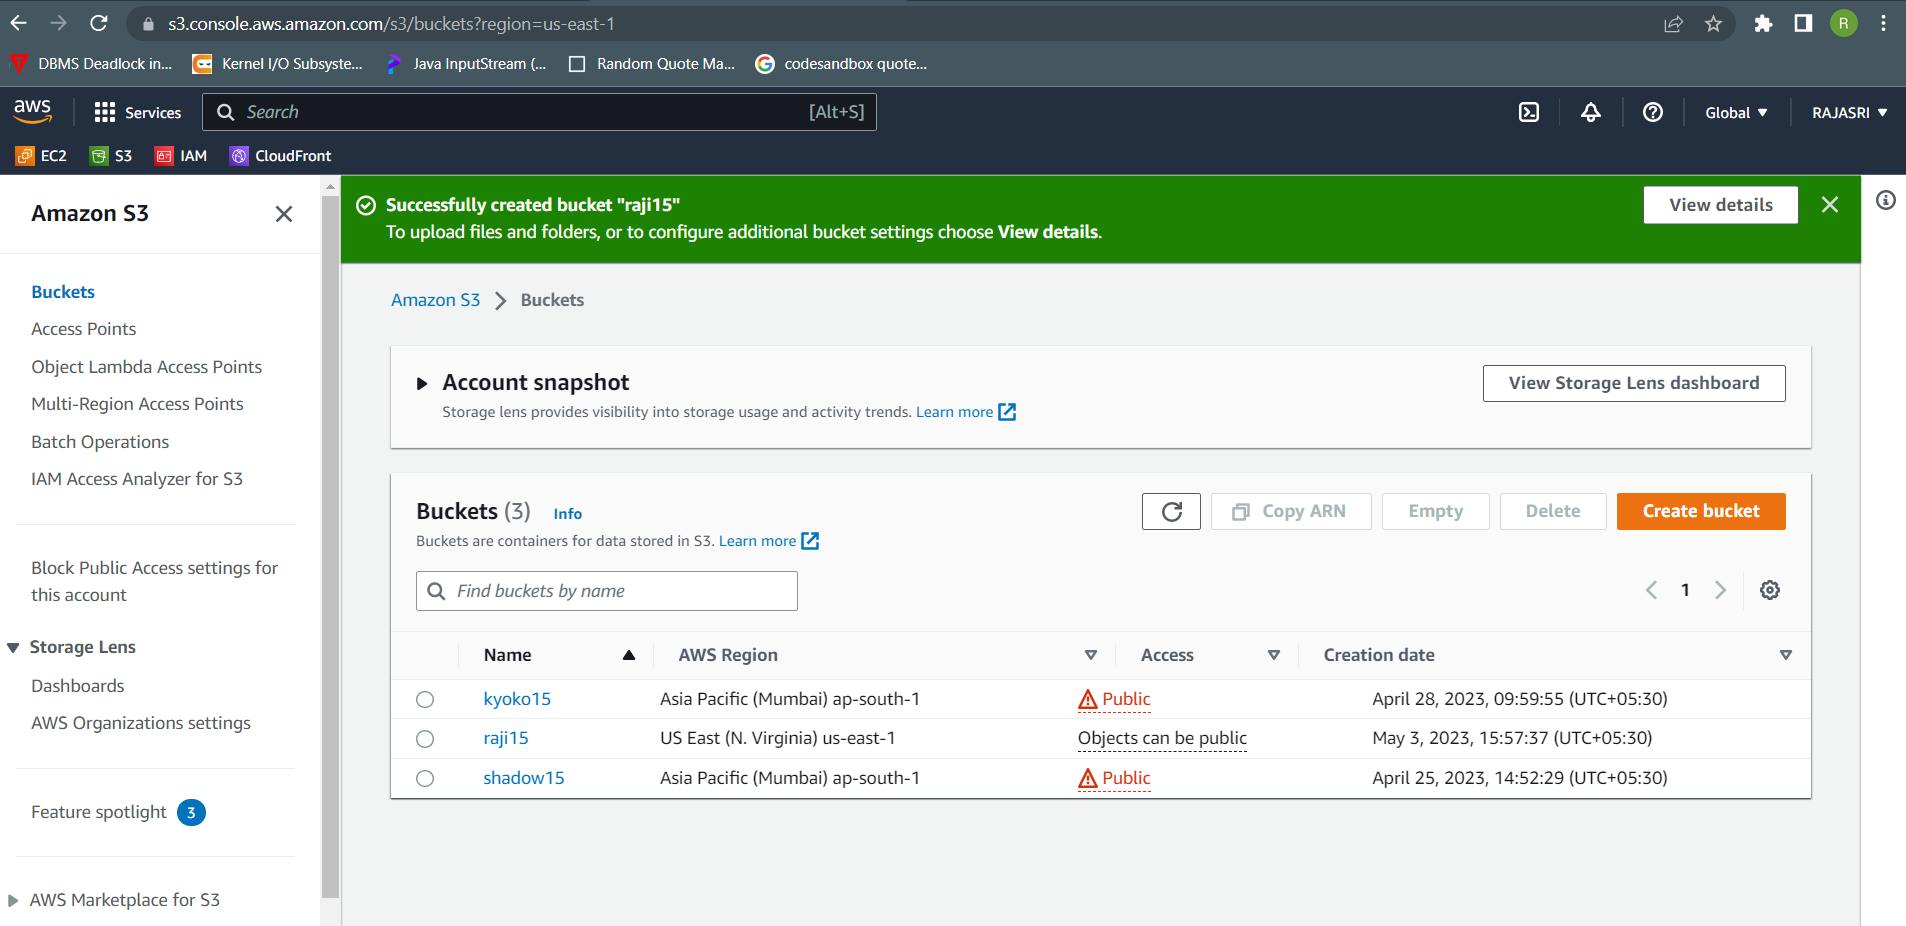 s3.console.aws.amazon.com/s3/buckets?region=us-east-1
R
DBMS Deadlock in...
Kernel I/O Subsyste...
Java InputStream (...
Random Quote Ma...
codesandbox quote...
aws
Services
Search
[Alt+S]
Global
RAJASRI
EC2
S3
IAM
CloudFront
Amazon S3
Buckets
Access Points
Object Lambda Access Points
Multi-Region Access Points
Batch Operations
IAM Access Analyzer for S3
Block Public Access settings for
this account
Storage Lens
Dashboards
AWS Organizations settings
Feature spotlight 3
AWS Marketplace for S3
Successfully created bucket "raji15"
To upload files and folders, or to configure additional bucket settings choose View details.
View details
Amazon S3 > Buckets
Account snapshot
Storage lens provides visibility into storage usage and activity trends. Learn more
View Storage Lens dashboard
Buckets (3) Info
Buckets are containers for data stored in S3. Learn more
Copy ARN
Empty
Delete
Create bucket
Find buckets by name
1
Name AWS Region Access Creation date
kyoko15 Asia Pacific (Mumbai) ap-south-1 Public April 28, 2023, 09:59:55 (UTC+05:30)
raji15 US East (N. Virginia) us-east-1 Objects can be public May 3, 2023, 15:57:37 (UTC+05:30)
shadow15 Asia Pacific (Mumbai) ap-south-1 Public April 25, 2023, 14:52:29 (UTC+05:30)